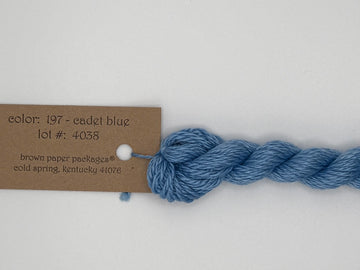 color: 197 - cadet blue
lot #: 4038
brown paper packages®
cold spring, kentucky 41076